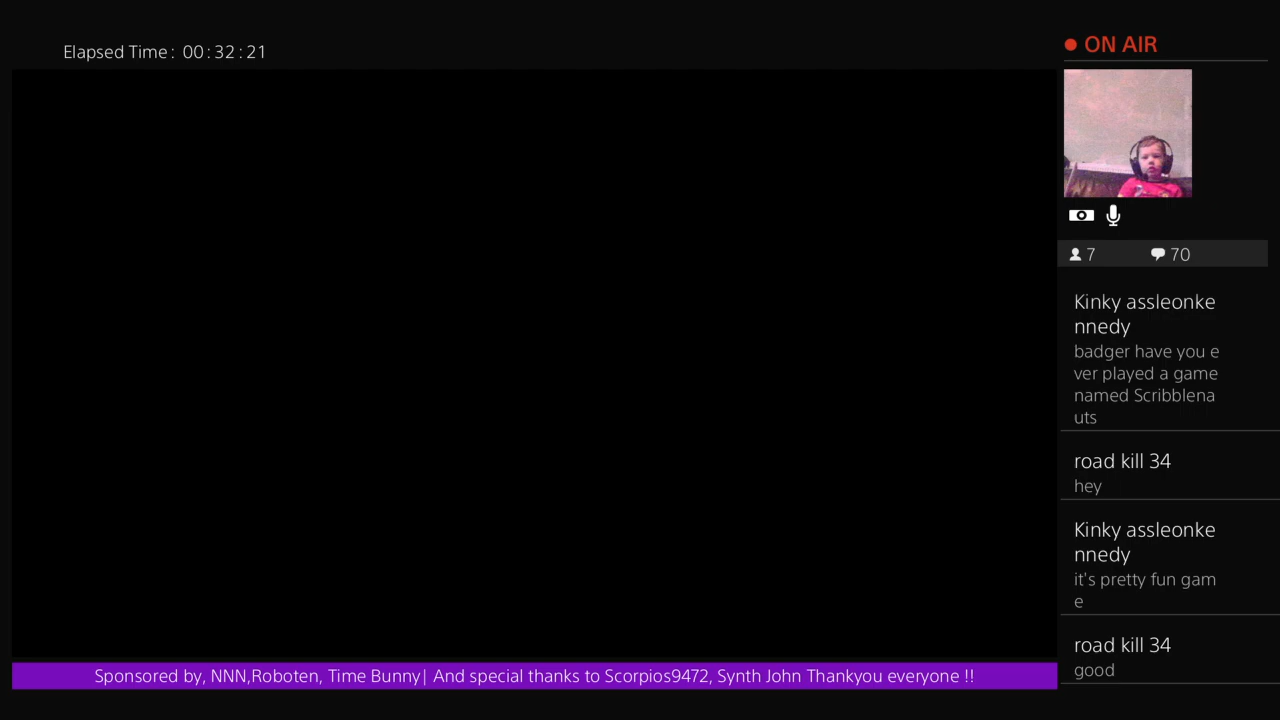 Elapsed Time: 00:32:21
ON AIR
7 70
Kinky assleonke
nnedy
badger have you e
ver played a game
named Scribblena
uts
road kill 34
hey
Kinky assleonke
nnedy
it's pretty fun gam
e
road kill 34
good
Sponsored by, NNN,Roboten, Time Bunny| And special thanks to Scorpios9472, Synth John Thankyou everyone !!